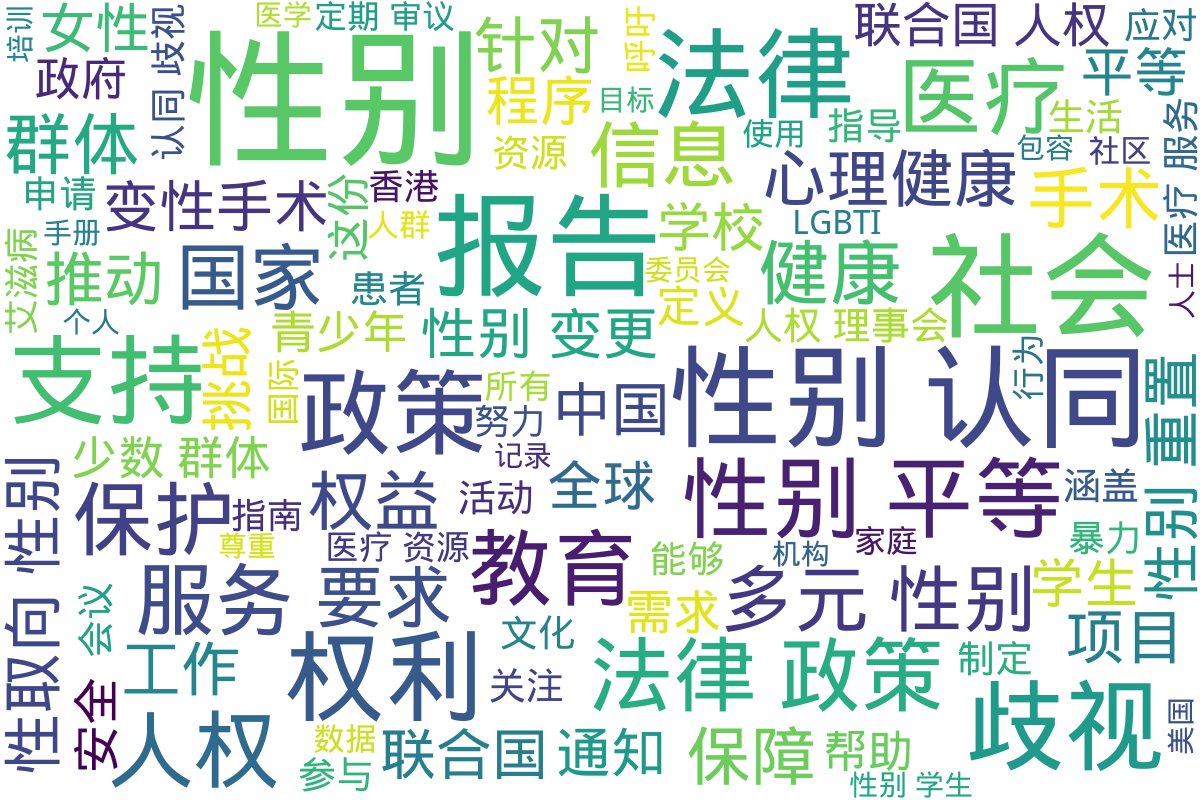 培训
女性
歧视
医学
定期 审议
针对
呼吁
法律
联合国 人权
应对
政府
认同
性别
程序
目标
医疗
平等
群体
资源
信息
使用
指导
生活
包容
社区
医疗 服务
申请
变性手术
香港
这份
报告
学校
心理健康
LGBTI
手术
手册
人群
艾滋病
推动
国家
患者
委员会
健康
社会
人士
个人
定义
人权 理事会
青少年
性别 变更
支持
挑战
国际
政策
所有
努力
中国
性别 认同
行为
性别 重置
少数 群体
记录
全球
性别 平等
涵盖
性取向 性别
保护
指南
权益
活动
尊重
医疗 资源
教育
能够
机构
家庭
暴力
服务
要求
需求
多元 性别
学生
会议
文化
工作
权利
关注
法律 政策
制定
项目
安全
人权
数据
参与
联合国
通知
保障
帮助
歧视
美国
性别 学生